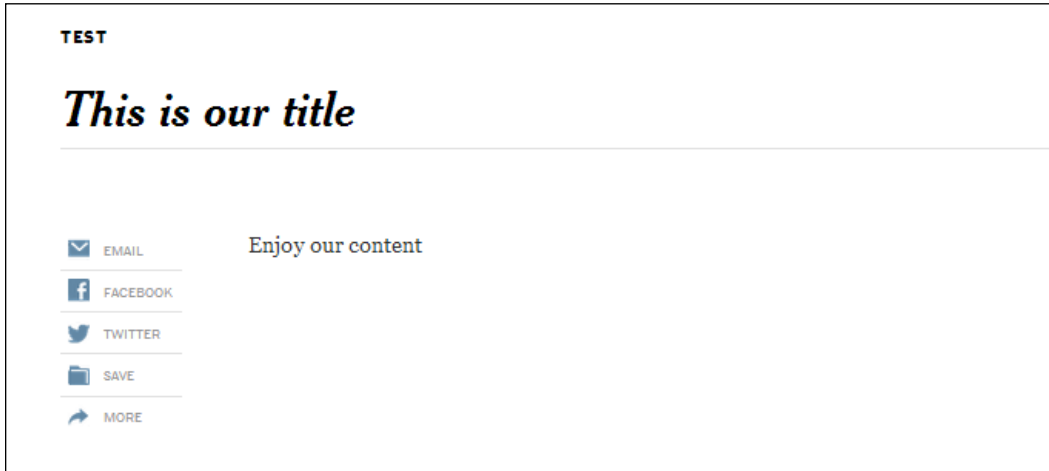 TEST
This is our title
EMAIL
Enjoy our content
FACEBOOK
TWITTER
SAVE
MORE